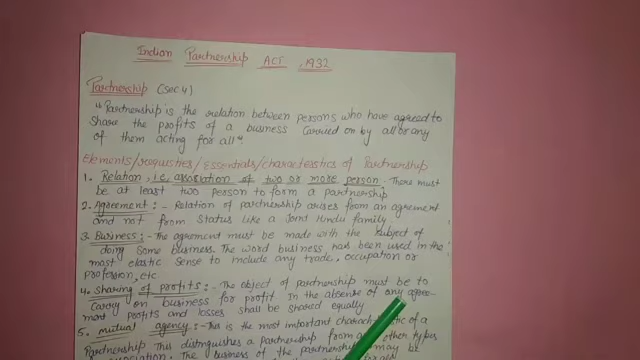 Indian Partnership ACT, 1932
Partnership (sec 4)
"Partnership is the relation between persons who have agreed to
share the profits of a business carried on by all or any
of them acting for all".
Elements/requisities/Essentials/characteristics of Partnership
1. Relation, i.e, association of two or more person:- There must
be at least two person to form a partnership
2. Agreement:- Relation of partnership arises from an agreement
and not from status like a Joint Hindu family
3. Business:- The agreement must be made with the subject of
doing some business. The word business has been used in the
most elastic sense to include any trade, occupation or
profession, etc
4. Sharing of profits:- The object of partnership must be to
carry on business for profit. In the absense of any agree-
ment profits and losses shall be shared equally
5. Mutual agency:- This is the most important of a
Partnership. This distinguishes a partnership from other types
The business of the may be